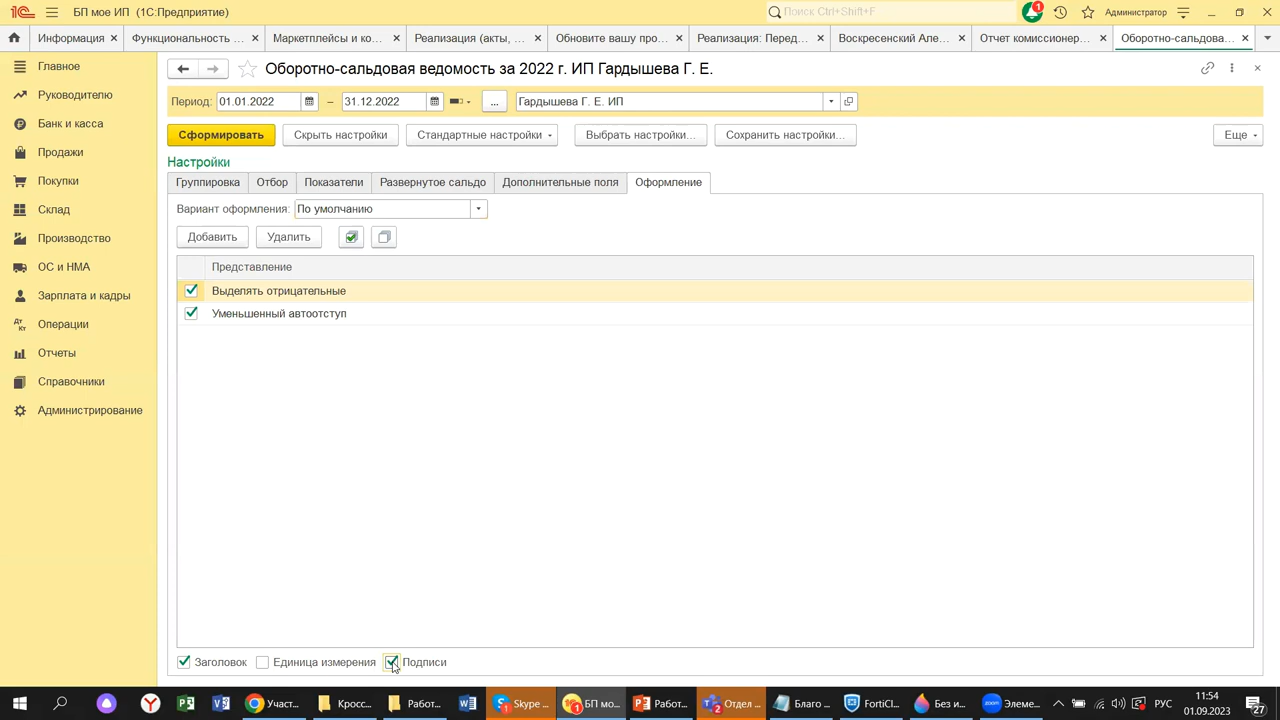 БП мое ИП (1С:Предприятие)
Поиск Ctrl+Shift+F
1
Администратор
Информация
Функциональность ...
Маркетплейсы и ко...
Реализация (акты, ...
Обновите вашу про...
Реализация: Перед...
Воскресенский Але...
Отчет комиссионер...
Оборотно-сальдова...
Главное
Руководителю
Банк и касса
Продажи
Покупки
Склад
Производство
ОС и НМА
Зарплата и кадры
Дт
Кт
Операции
Отчеты
Справочники
Администрирование
Оборотно-сальдовая ведомость за 2022 г. ИП Гардышева Г. Е.
Период: 01.01.2022 – 31.12.2022 ... Гардышева Г. Е. ИП
Сформировать
Скрыть настройки
Стандартные настройки
Выбрать настройки...
Сохранить настройки...
Еще
Настройки
Группировка
Отбор
Показатели
Развернутое сальдо
Дополнительные поля
Оформление
Вариант оформления: По умолчанию
Добавить
Удалить
Представление
Выделять отрицательные
Уменьшенный автоотступ
Заголовок
Единица измерения
Подписи
Участ...
Кросс...
Работ...
Skype ...
БП мо...
Работ...
Отдел ...
Благо ...
FortiCl...
Без и...
Элеме...
РУС
11:54
01.09.2023
27